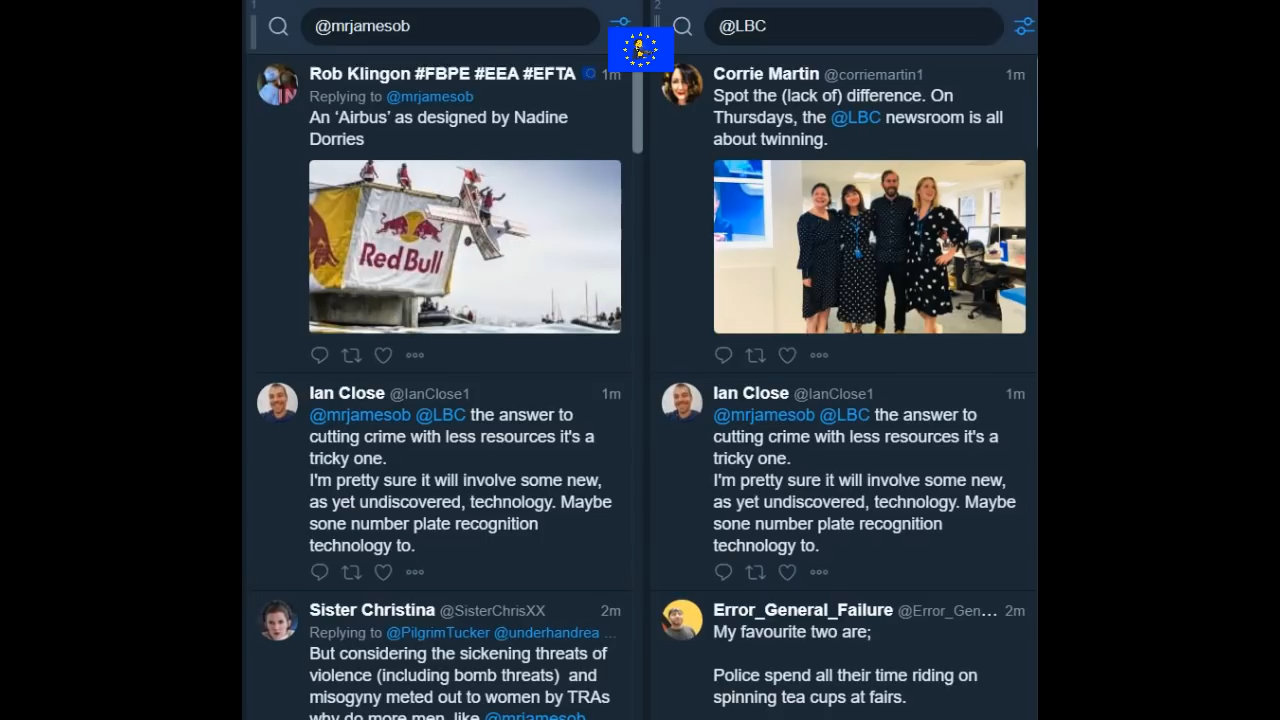 1
@mrjamesob
Rob Klingon #FBPE #EEA #EFTA 1m
Replying to @mrjamesob
An ‘Airbus’ as designed by Nadine
Dorries
Red Bull
Ian Close @IanClose1 1m
@mrjamesob @LBC the answer to
cutting crime with less resources it's a
tricky one.
I'm pretty sure it will involve some new,
as yet undiscovered, technology. Maybe
sone number plate recognition
technology to.
Sister Christina @SisterChrisXX 2m
Replying to @PilgrimTucker @underhandrea ...
But considering the sickening threats of
violence (including bomb threats) and
misogyny meted out to women by TRAs
why do more men, like @mrjamesob
2
@LBC
Corrie Martin @corriemartin1 1m
Spot the (lack of) difference. On
Thursdays, the @LBC newsroom is all
about twinning.
Ian Close @IanClose1 1m
@mrjamesob @LBC the answer to
cutting crime with less resources it's a
tricky one.
I'm pretty sure it will involve some new,
as yet undiscovered, technology. Maybe
sone number plate recognition
technology to.
Error_General_Failure @Error_Gen... 2m
My favourite two are;
Police spend all their time riding on
spinning tea cups at fairs.